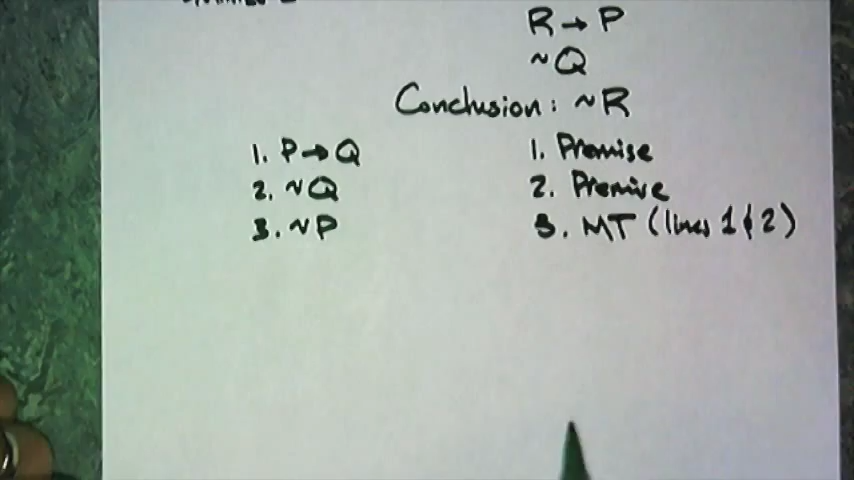 R → P
~Q
Conclusion: ~R
1. P → Q 1. Premise
2. ~Q 2. Premise
3. ~P 3. MT (lines 1 & 2)